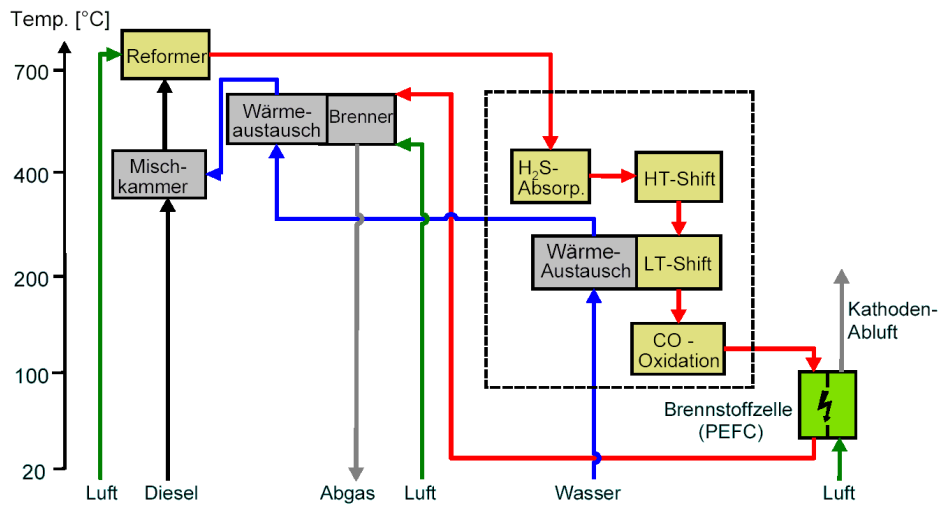 Temp. [°C]
700
400
200
100
20
Reformer
Wärme-
austausch
Brenner
Misch-
kammer
H2S-
Absorp.
HT-Shift
Wärme-
Austausch
LT-Shift
CO -
Oxidation
Kathoden-
Abluft
Brennstoffzelle
(PEFC)
Luft
Diesel
Abgas
Luft
Wasser
Luft